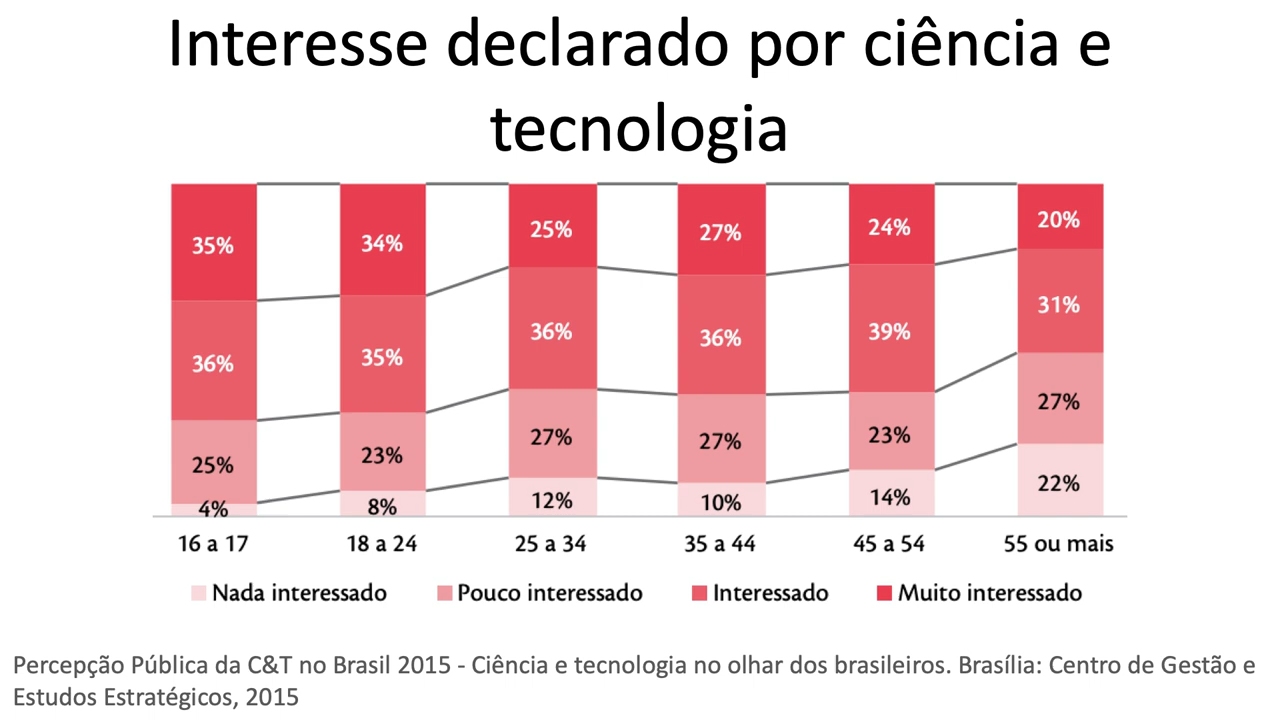 Interesse declarado por ciência e
tecnologia
35% 34% 25% 27% 24% 20%
36% 35% 36% 36% 39% 31%
25% 23% 27% 27% 23% 27%
4% 8% 12% 10% 14% 22%
16 a 17 18 a 24 25 a 34 35 a 44 45 a 54 55 ou mais
Nada interessado Pouco interessado Interessado Muito interessado
Percepção Pública da C&T no Brasil 2015 - Ciência e tecnologia no olhar dos brasileiros. Brasília: Centro de Gestão e
Estudos Estratégicos, 2015